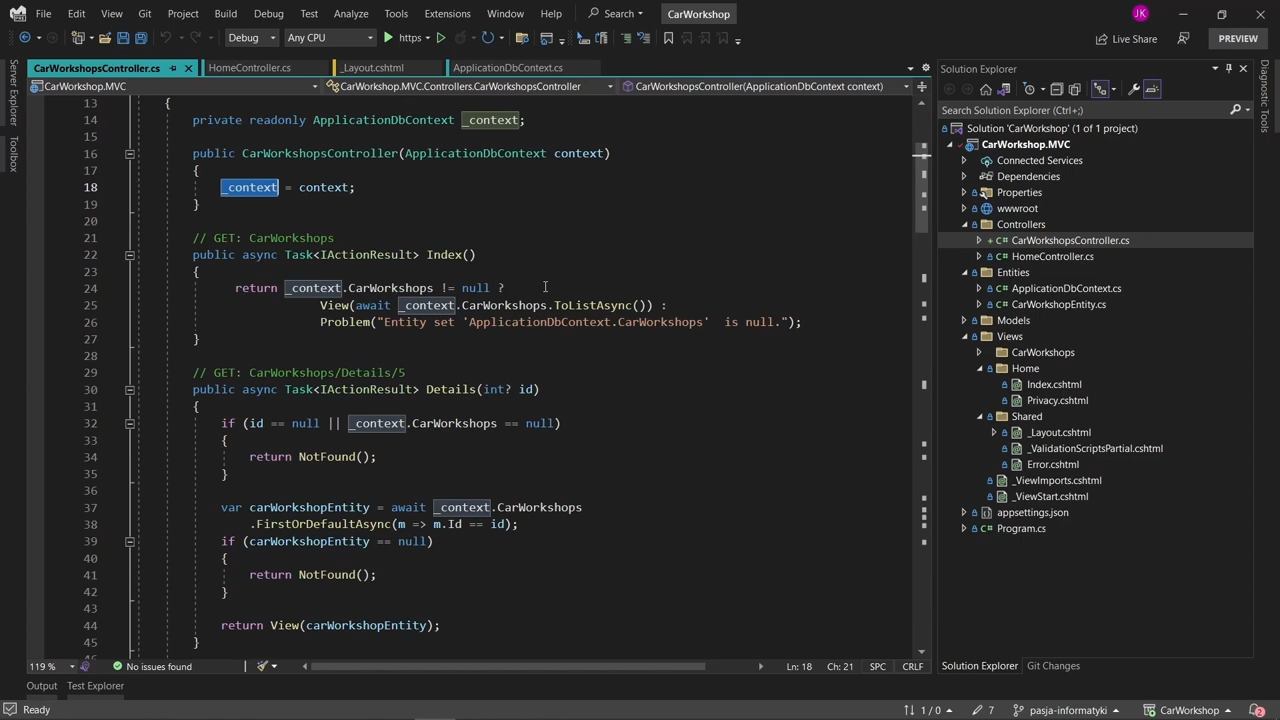 File Edit View Git Project Build Debug Test Analyze Tools Extensions Window Help Search CarWorkshop JK
Debug Any CPU https Live Share PREVIEW
Server Explorer
Toolbox
CarWorkshopsController.cs HomeController.cs _Layout.cshtml ApplicationDbContext.cs
CarWorkshop.MVC CarWorkshop.MVC.Controllers.CarWorkshopsController CarWorkshopsController(ApplicationDbContext context)
13 {
14 private readonly ApplicationDbContext _context;
15
16 public CarWorkshopsController(ApplicationDbContext context)
17 {
18 _context = context;
19 }
20
21 // GET: CarWorkshops
22 public async Task<IActionResult> Index()
23 {
24 return _context.CarWorkshops != null ?
25 View(await _context.CarWorkshops.ToListAsync()) :
26 Problem("Entity set 'ApplicationDbContext.CarWorkshops'  is null.");
27 }
28
29 // GET: CarWorkshops/Details/5
30 public async Task<IActionResult> Details(int? id)
31 {
32 if (id == null || _context.CarWorkshops == null)
33 {
34 return NotFound();
35 }
36
37 var carWorkshopEntity = await _context.CarWorkshops
38 .FirstOrDefaultAsync(m => m.Id == id);
39 if (carWorkshopEntity == null)
40 {
41 return NotFound();
42 }
43
44 return View(carWorkshopEntity);
45 }
119 % No issues found Ln: 18 Ch: 21 SPC CRLF
Output Test Explorer
Solution Explorer
Search Solution Explorer (Ctrl+;)
Solution 'CarWorkshop' (1 of 1 project)
CarWorkshop.MVC
Connected Services
Dependencies
Properties
wwwroot
Controllers
C# CarWorkshopsController.cs
C# HomeController.cs
Entities
C# ApplicationDbContext.cs
C# CarWorkshopEntity.cs
Models
Views
CarWorkshops
Home
Index.cshtml
Privacy.cshtml
Shared
_Layout.cshtml
_ValidationScriptsPartial.cshtml
Error.cshtml
_ViewImports.cshtml
_ViewStart.cshtml
appsettings.json
C# Program.cs
Solution Explorer Git Changes
Diagnostic Tools
Ready 1 / 0 7 pasja-informatyki CarWorkshop 2